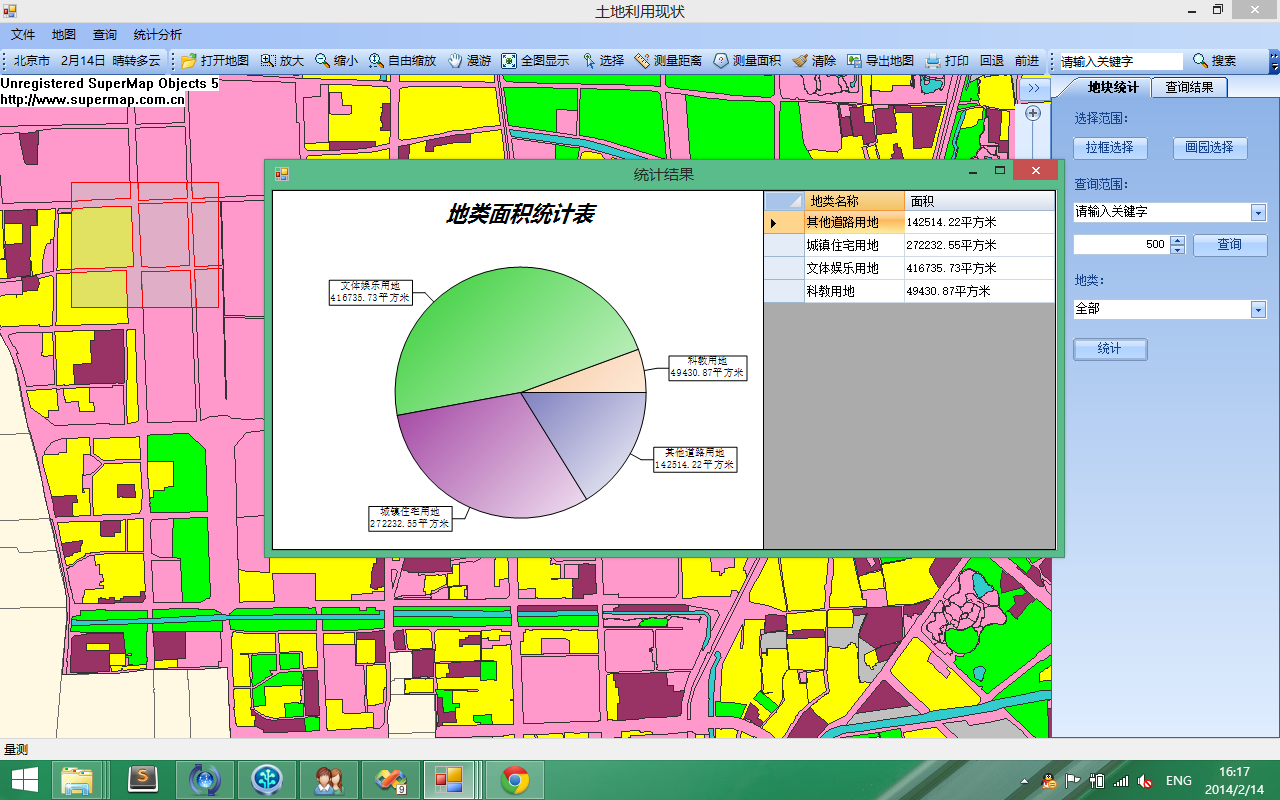 土地利用现状
文件 地图 查询 统计分析
北京市 2月14日 晴转多云 打开地图 放大 缩小 自由缩放 漫游 全图显示 选择 测量距离 测量面积 清除 导出地图 打印 回退 前进 请输入关键字 搜索
Unregistered SuperMap Objects 5
http://www.supermap.com.cn
地块统计 查询结果
选择范围:
拉框选择 画园选择
查询范围:
请输入关键字
500 查询
地类:
全部
统计
统计结果
地类面积统计表
文体娱乐用地
416735.73平方米
科教用地
49430.87平方米
其他道路用地
142514.22平方米
城镇住宅用地
272232.55平方米
地类名称 面积
其他道路用地 142514.22平方米
城镇住宅用地 272232.55平方米
文体娱乐用地 416735.73平方米
科教用地 49430.87平方米
量测
S
9
ENG
16:17
2014/2/14